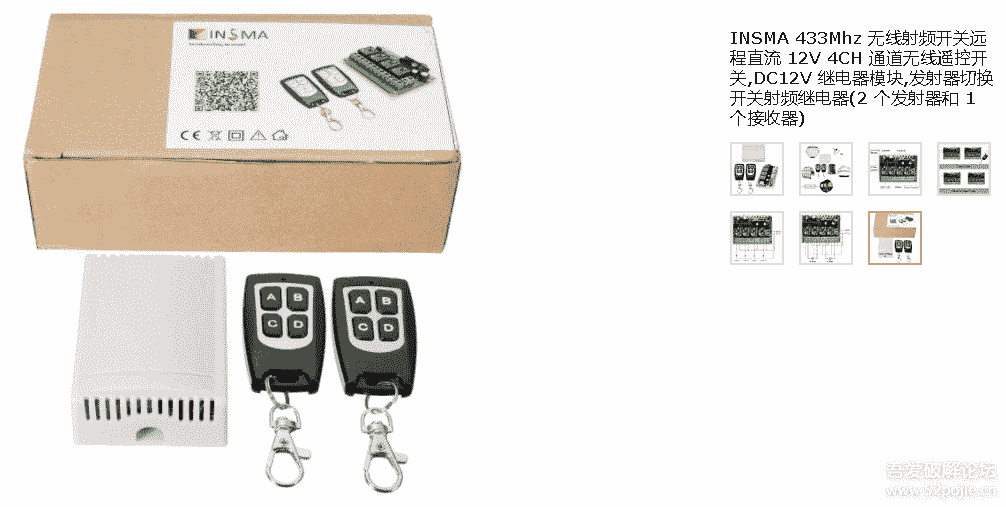 INSMA
CE
A B
C D
A B
C D
INSMA 433Mhz 无线射频开关远
程直流 12V 4CH 通道无线遥控开
关,DC12V 继电器模块,发射器切换
开关射频继电器(2 个发射器和 1
个接收器)
吾爱破解论坛
www.52pojie.cn